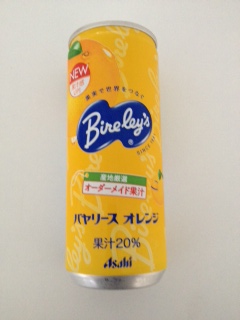 NEW
果実で世界をつなぐ
Bireley's
®
産地厳選
オーダーメイド果汁
バヤリース オレンジ
果汁20%
Asahi